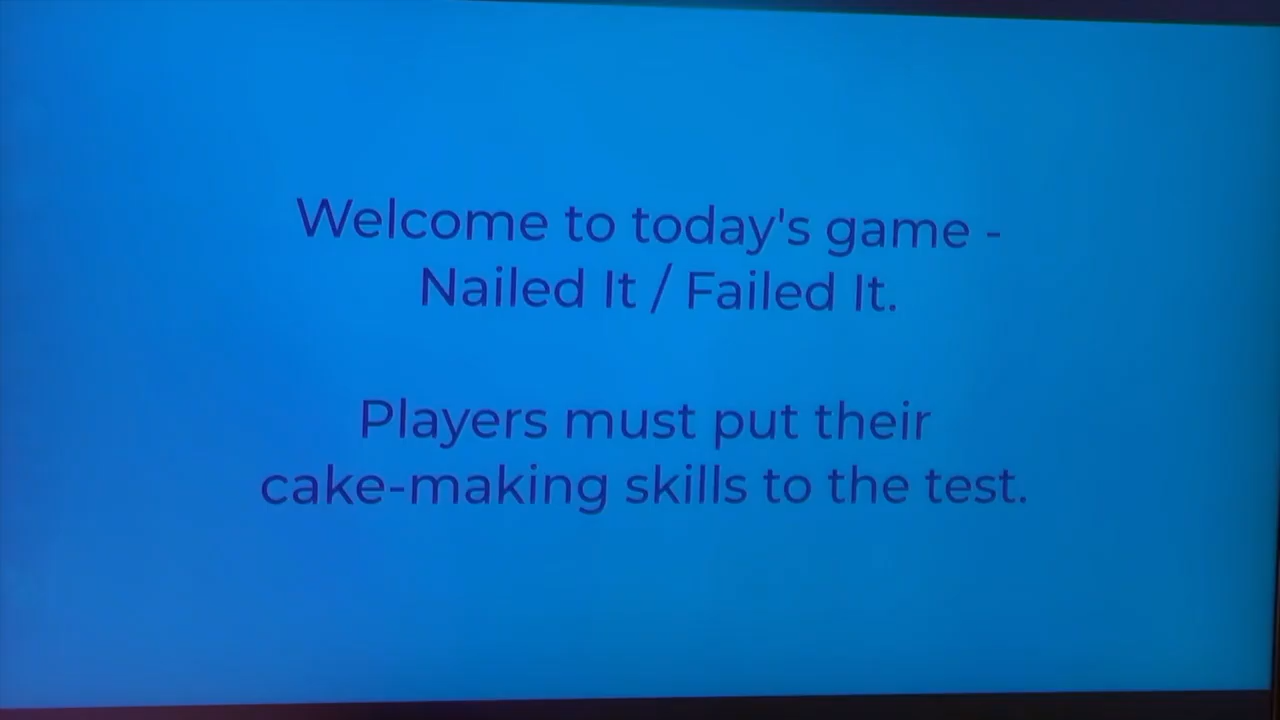 Welcome to today's game -
Nailed It / Failed It.
Players must put their
cake-making skills to the test.